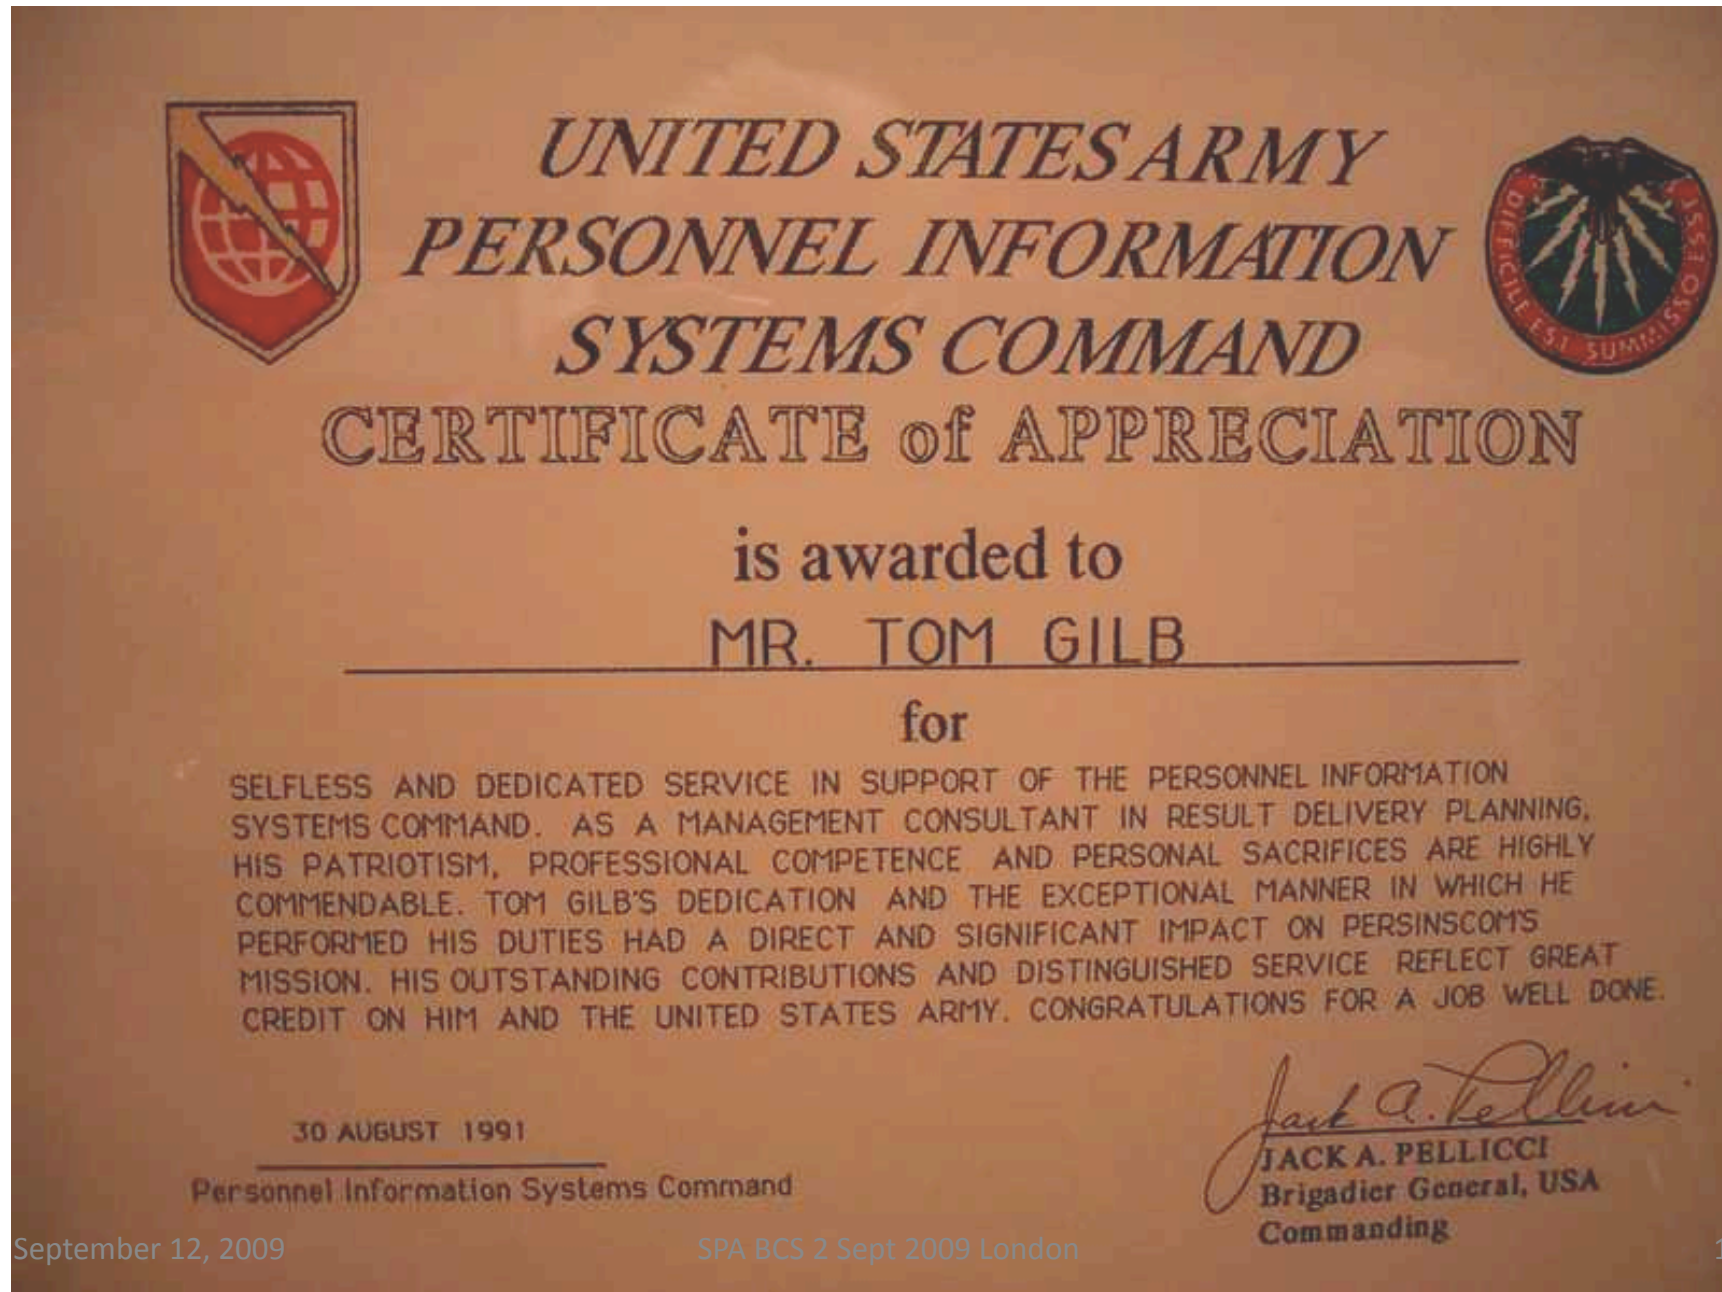 UNITED STATES ARMY
PERSONNEL INFORMATION
SYSTEMS COMMAND
DIFFICILE EST SUMMISSO ESSE
CERTIFICATE of APPRECIATION
is awarded to
MR. TOM GILB
for
SELFLESS AND DEDICATED SERVICE IN SUPPORT OF THE PERSONNEL INFORMATION
SYSTEMS COMMAND. AS A MANAGEMENT CONSULTANT IN RESULT DELIVERY PLANNING,
HIS PATRIOTISM, PROFESSIONAL COMPETENCE AND PERSONAL SACRIFICES ARE HIGHLY
COMMENDABLE. TOM GILB'S DEDICATION AND THE EXCEPTIONAL MANNER IN WHICH HE
PERFORMED HIS DUTIES HAD A DIRECT AND SIGNIFICANT IMPACT ON PERSINSCOM'S
MISSION. HIS OUTSTANDING CONTRIBUTIONS AND DISTINGUISHED SERVICE REFLECT GREAT
CREDIT ON HIM AND THE UNITED STATES ARMY. CONGRATULATIONS FOR A JOB WELL DONE.
Jack A. Pellicci
30 AUGUST 1991
JACK A. PELLICCI
Personnel Information Systems Command
Brigadier General, USA
Commanding
September 12, 2009
SPA BCS 2 Sept 2009 London